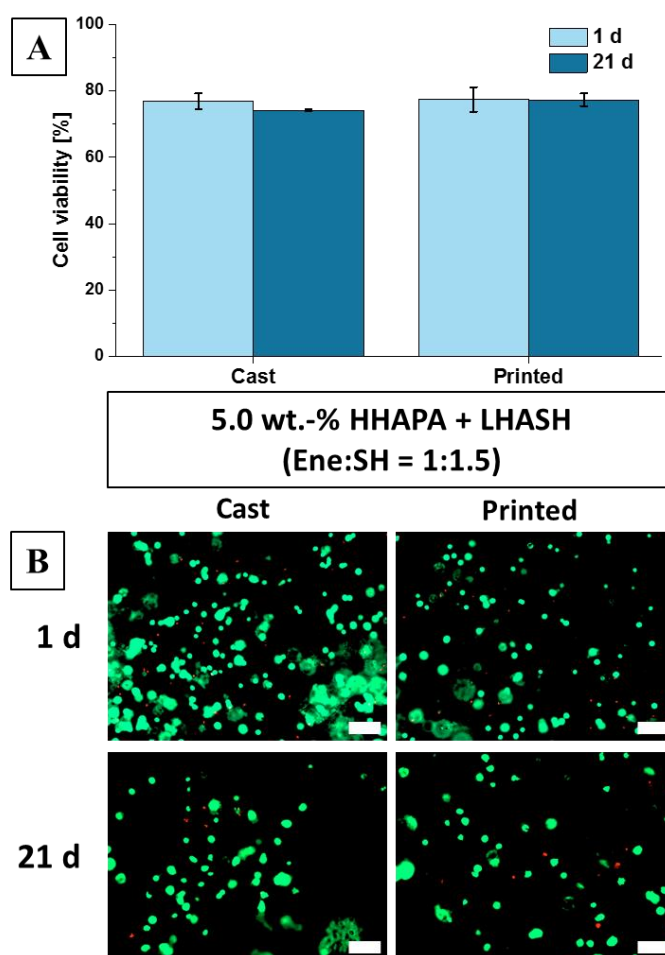 A
100
80
60
40
20
0
Cell viability [%]
1 d
21 d
Cast Printed
5.0 wt.-% HHAPA + LHASH
(Ene:SH = 1:1.5)
Cast Printed
B
1 d
21 d